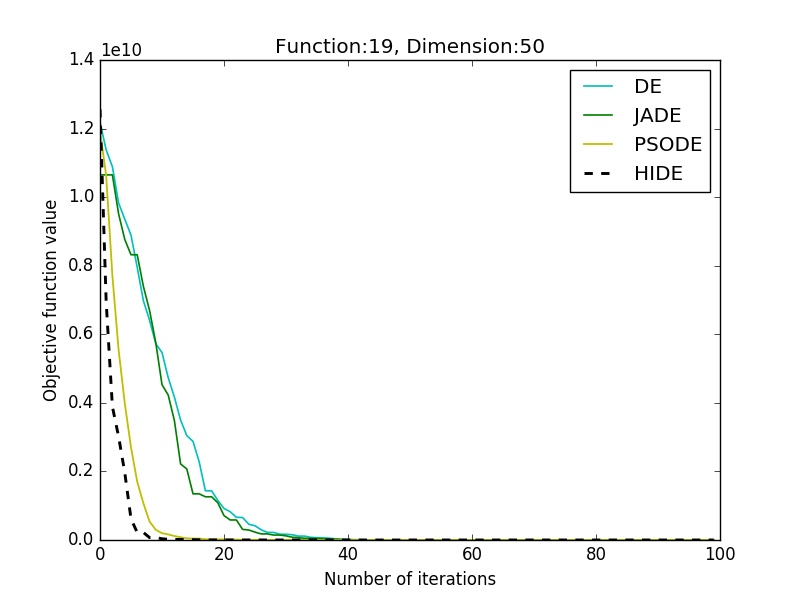 Function:19, Dimension:50
1e10
1.4
1.2
1.0
0.8
0.6
0.4
0.2
0.0
Objective function value
DE
JADE
PSODE
HIDE
0 20 40 60 80 100
Number of iterations